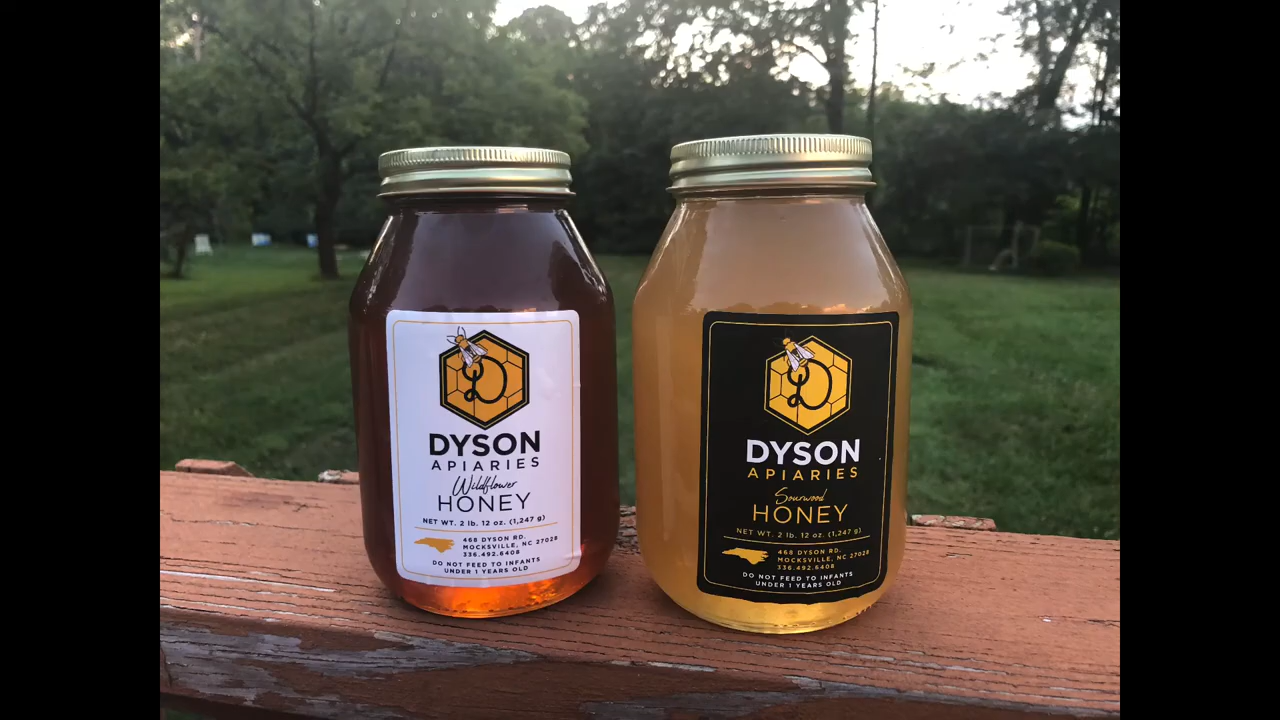 D
DYSON
APIARIES
Wildflower
HONEY
NET WT. 2 lb. 12 oz. (1,247 g)
468 DYSON RD.
MOCKSVILLE, NC 27028
336.492.6408
DO NOT FEED TO INFANTS
UNDER 1 YEARS OLD
D
DYSON
APIARIES
Sourwood
HONEY
NET WT. 2 lb. 12 oz. (1,247 g)
468 DYSON RD.
MOCKSVILLE, NC 27028
336.492.6408
DO NOT FEED TO INFANTS
UNDER 1 YEARS OLD